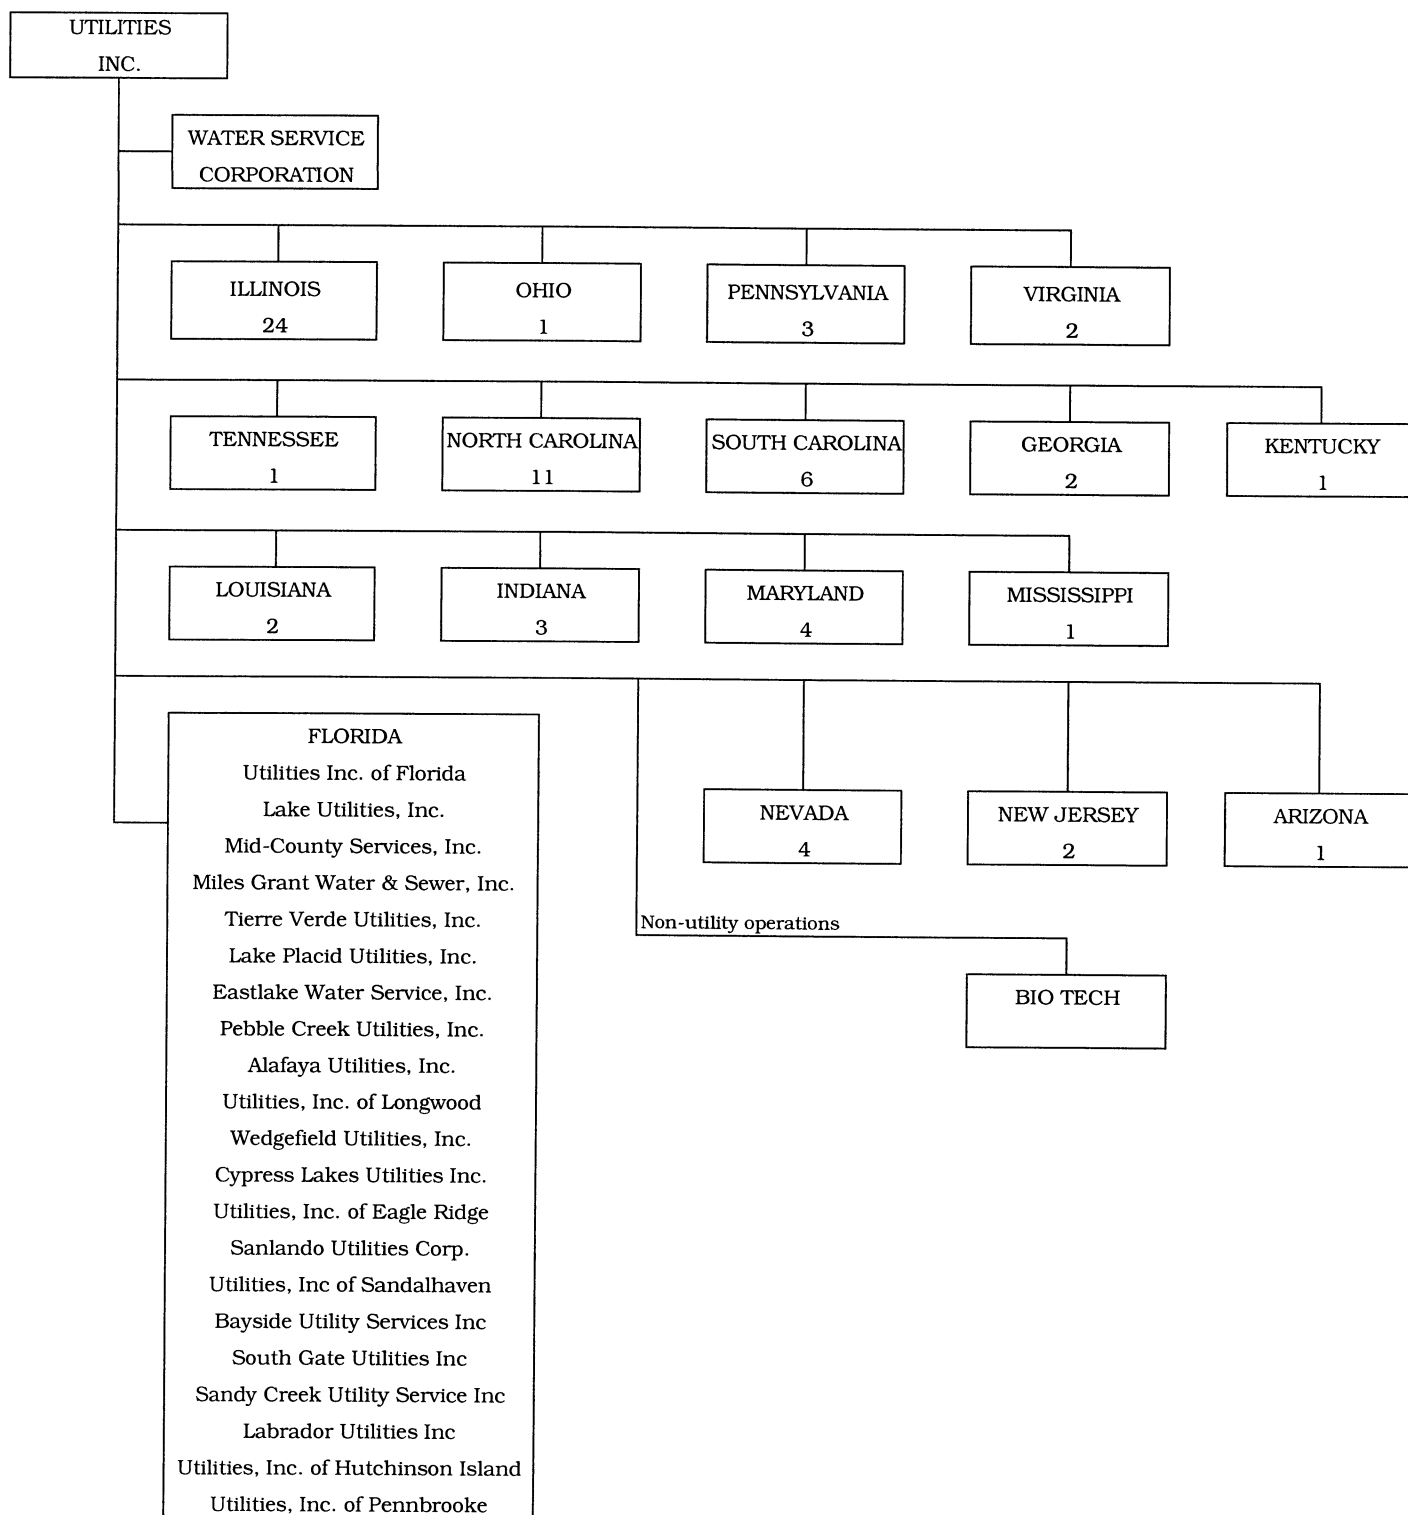 UTILITIES
INC.
WATER SERVICE
CORPORATION
ILLINOIS
24
OHIO
1
PENNSYLVANIA
3
VIRGINIA
2
TENNESSEE
1
NORTH CAROLINA
11
SOUTH CAROLINA
6
GEORGIA
2
KENTUCKY
1
LOUISIANA
2
INDIANA
3
MARYLAND
4
MISSISSIPPI
1
FLORIDA
Utilities Inc. of Florida
Lake Utilities, Inc.
Mid-County Services, Inc.
Miles Grant Water & Sewer, Inc.
Tierre Verde Utilities, Inc.
Lake Placid Utilities, Inc.
Eastlake Water Service, Inc.
Pebble Creek Utilities, Inc.
Alafaya Utilities, Inc.
Utilities, Inc. of Longwood
Wedgefield Utilities, Inc.
Cypress Lakes Utilities Inc.
Utilities, Inc. of Eagle Ridge
Sanlando Utilities Corp.
Utilities, Inc of Sandalhaven
Bayside Utility Services Inc
South Gate Utilities Inc
Sandy Creek Utility Service Inc
Labrador Utilities Inc
Utilities, Inc. of Hutchinson Island
Utilities, Inc. of Pennbrooke
NEVADA
4
NEW JERSEY
2
ARIZONA
1
Non-utility operations
BIO TECH